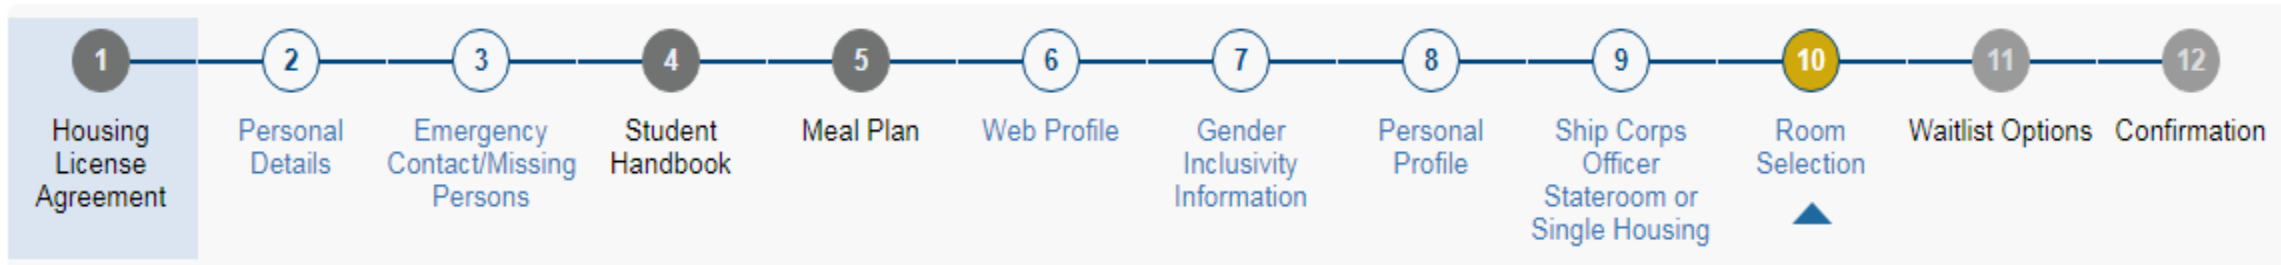 1
Housing
License
Agreement
2
Personal
Details
3
Emergency
Contact/Missing
Persons
4
Student
Handbook
5
Meal Plan
6
Web Profile
7
Gender
Inclusivity
Information
8
Personal
Profile
9
Ship Corps
Officer
Stateroom or
Single Housing
10
Room
Selection
11
Waitlist Options
12
Confirmation